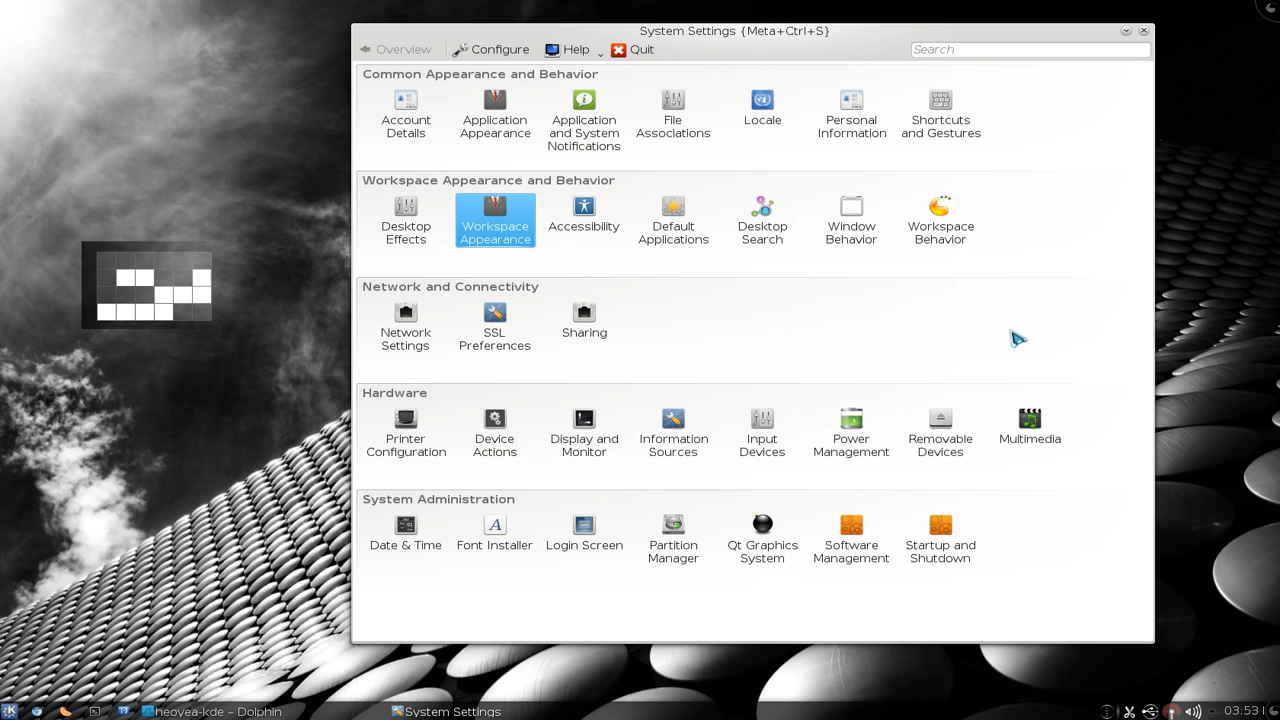 System Settings {Meta+Ctrl+S}
Overview Configure Help Quit Search
Common Appearance and Behavior
Account Details
Application Appearance
Application and System Notifications
File Associations
Locale
Personal Information
Shortcuts and Gestures
Workspace Appearance and Behavior
Desktop Effects
Workspace Appearance
Accessibility
Default Applications
Desktop Search
Window Behavior
Workspace Behavior
Network and Connectivity
Network Settings
SSL Preferences
Sharing
Hardware
Printer Configuration
Device Actions
Display and Monitor
Information Sources
Input Devices
Power Management
Removable Devices
Multimedia
System Administration
Date & Time
Font Installer
Login Screen
Partition Manager
Qt Graphics System
Software Management
Startup and Shutdown
heoyea-kde – Dolphin
System Settings
03:53